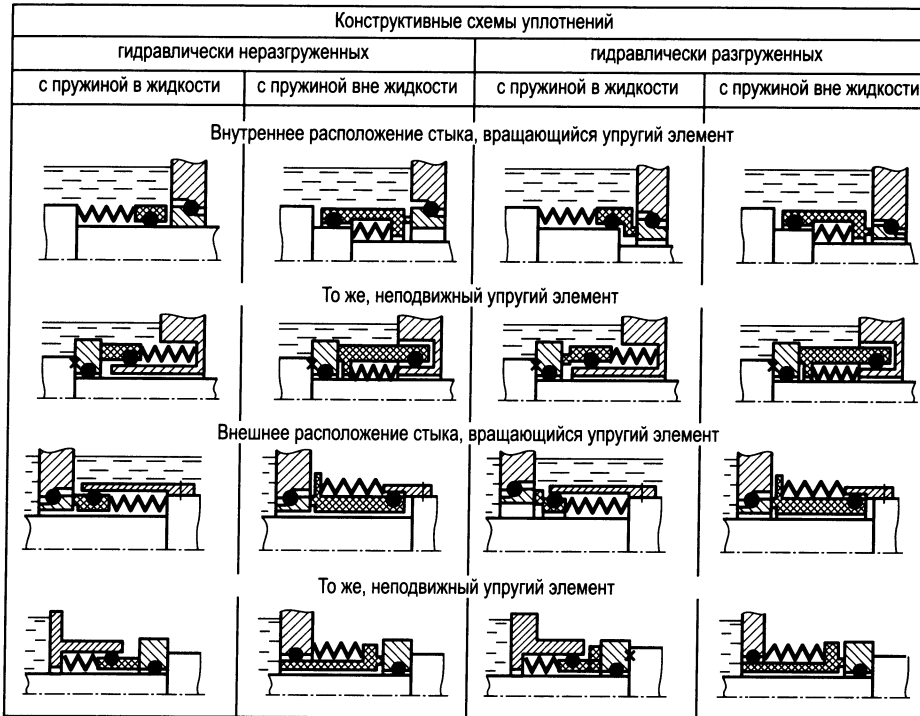 Конструктивные схемы уплотнений
гидравлически неразгруженных
гидравлически разгруженных
с пружиной в жидкости
с пружиной вне жидкости
с пружиной в жидкости
с пружиной вне жидкости
Внутреннее расположение стыка, вращающийся упругий элемент
То же, неподвижный упругий элемент
Внешнее расположение стыка, вращающийся упругий элемент
То же, неподвижный упругий элемент